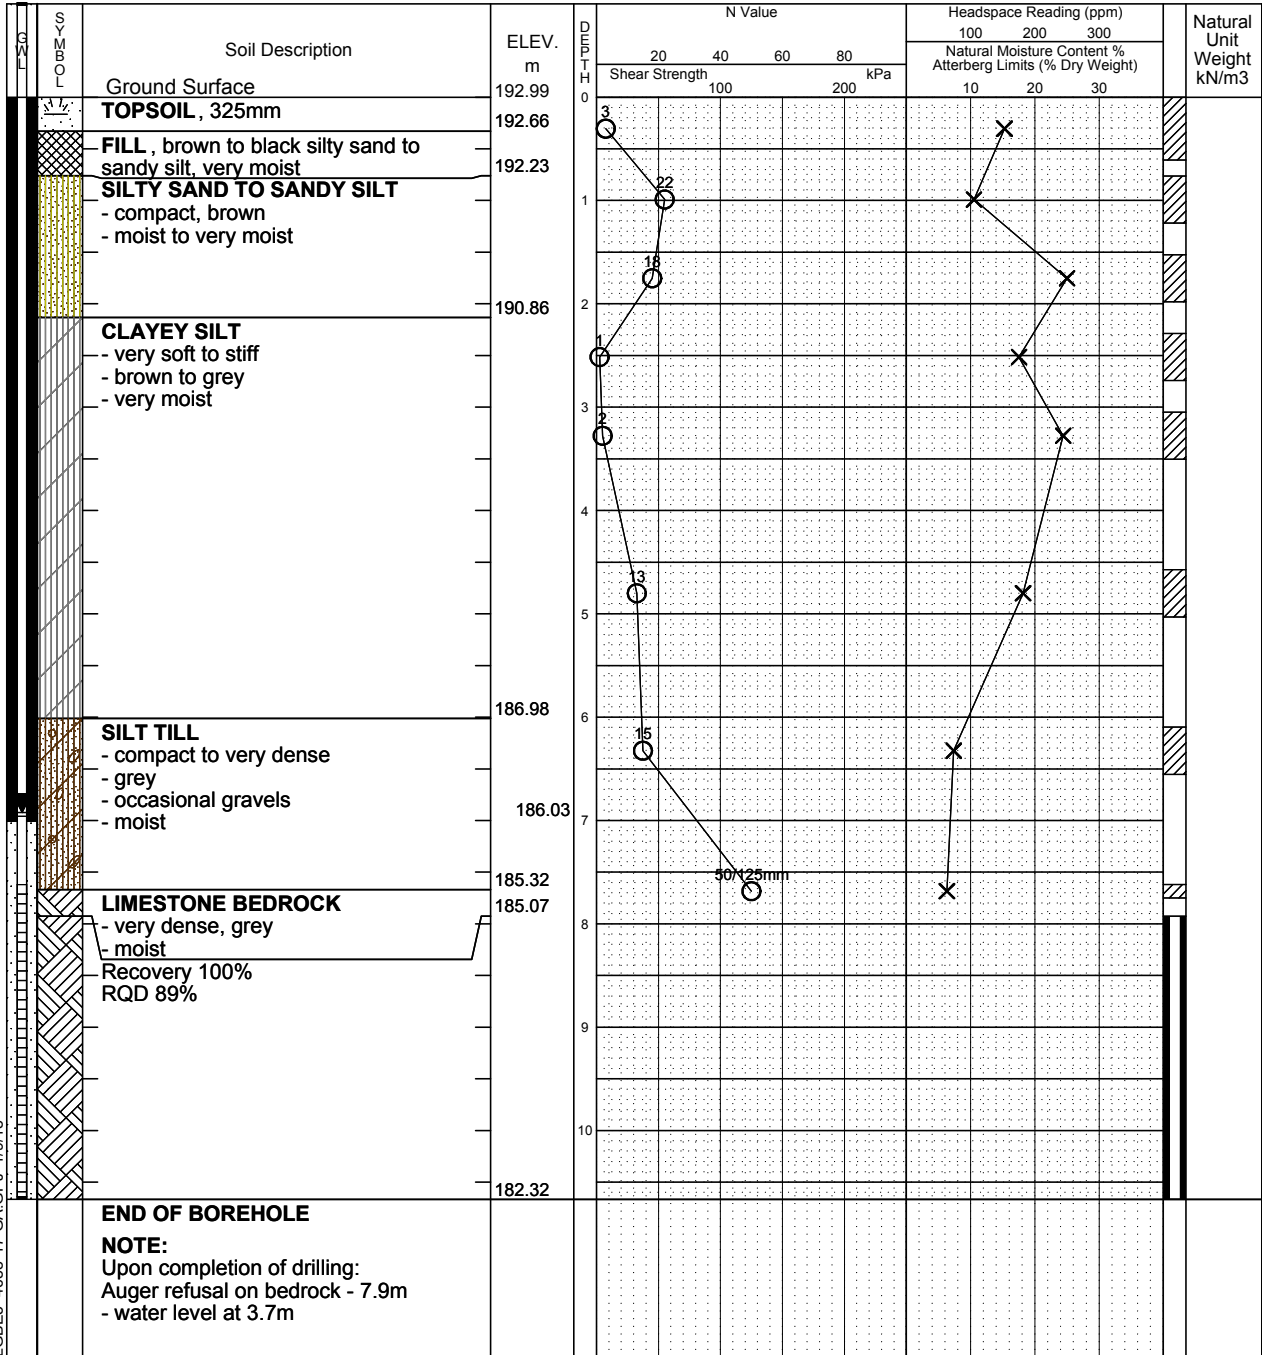 GWL
SYMBOL
Soil Description
Ground Surface
ELEV.
m
DEPTH
N Value
20 40 60 80
Shear Strength kPa
100 200
Headspace Reading (ppm)
100 200 300
Natural Moisture Content %
Atterberg Limits (% Dry Weight)
10 20 30
Natural
Unit
Weight
kN/m3
192.99
0
TOPSOIL , 325mm
192.66
3
FILL , brown to black silty sand to
sandy silt, very moist
192.23
SILTY SAND TO SANDY SILT
- compact, brown
- moist to very moist
22
1
18
2
190.86
CLAYEY SILT
- very soft to stiff
- brown to grey
- very moist
1
3
2
4
13
5
6
186.98
SILT TILL
- compact to very dense
- grey
- occasional gravels
- moist
15
186.03
7
185.32
50/125mm
LIMESTONE BEDROCK
- very dense, grey
- moist
185.07
8
Recovery 100%
RQD 89%
9
10
182.32
END OF BOREHOLE
NOTE:
Upon completion of drilling:
Auger refusal on bedrock - 7.9m
- water level at 3.7m